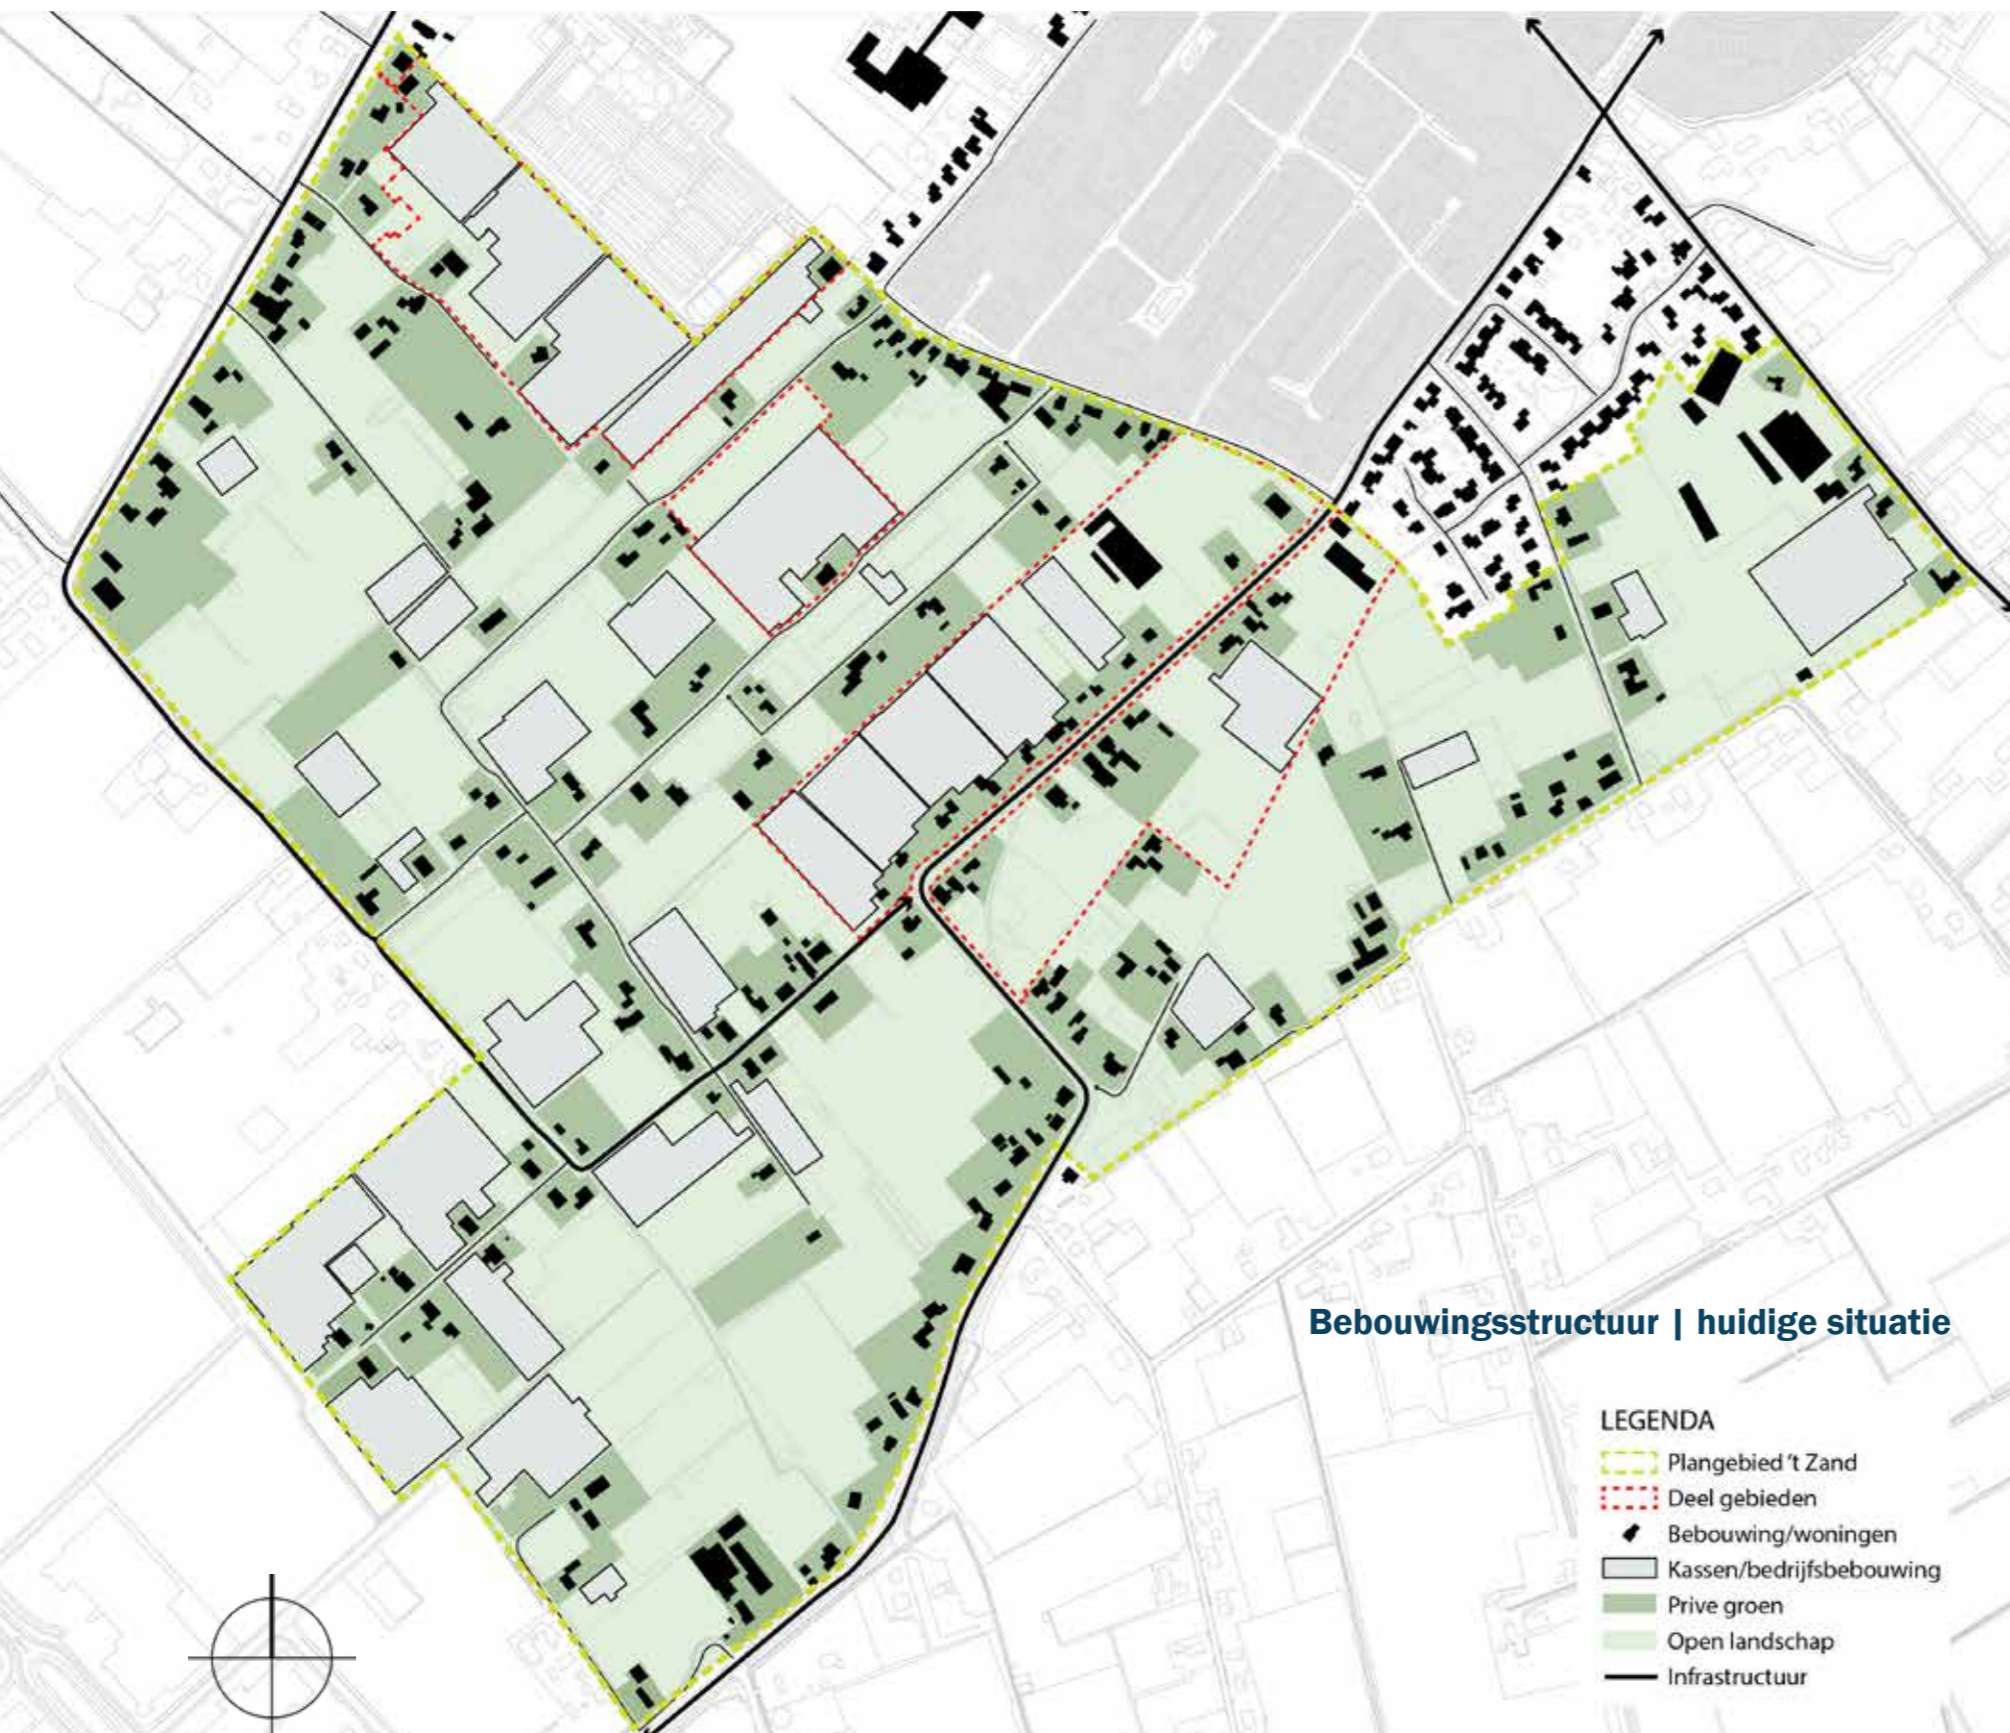 Bebouwingsstructuur | huidige situatie
LEGENDA
Plangebied 't Zand
Deel gebieden
Bebouwing/woningen
Kassen/bedrijfsbebouwing
Prive groen
Open landschap
Infrastructuur